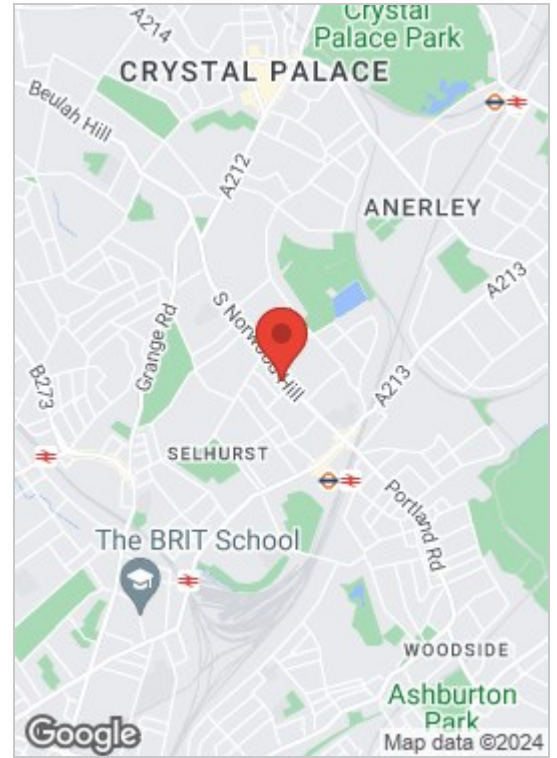 Crystal
Palace Park
A214
CRYSTAL PALACE
Beulah Hill
A212
ANERLEY
A213
S Norwood Hill
Grange Rd
B273
A213
SELHURST
Portland Rd
The BRIT School
WOODSIDE
Ashburton
Park
Google
Map data ©2024